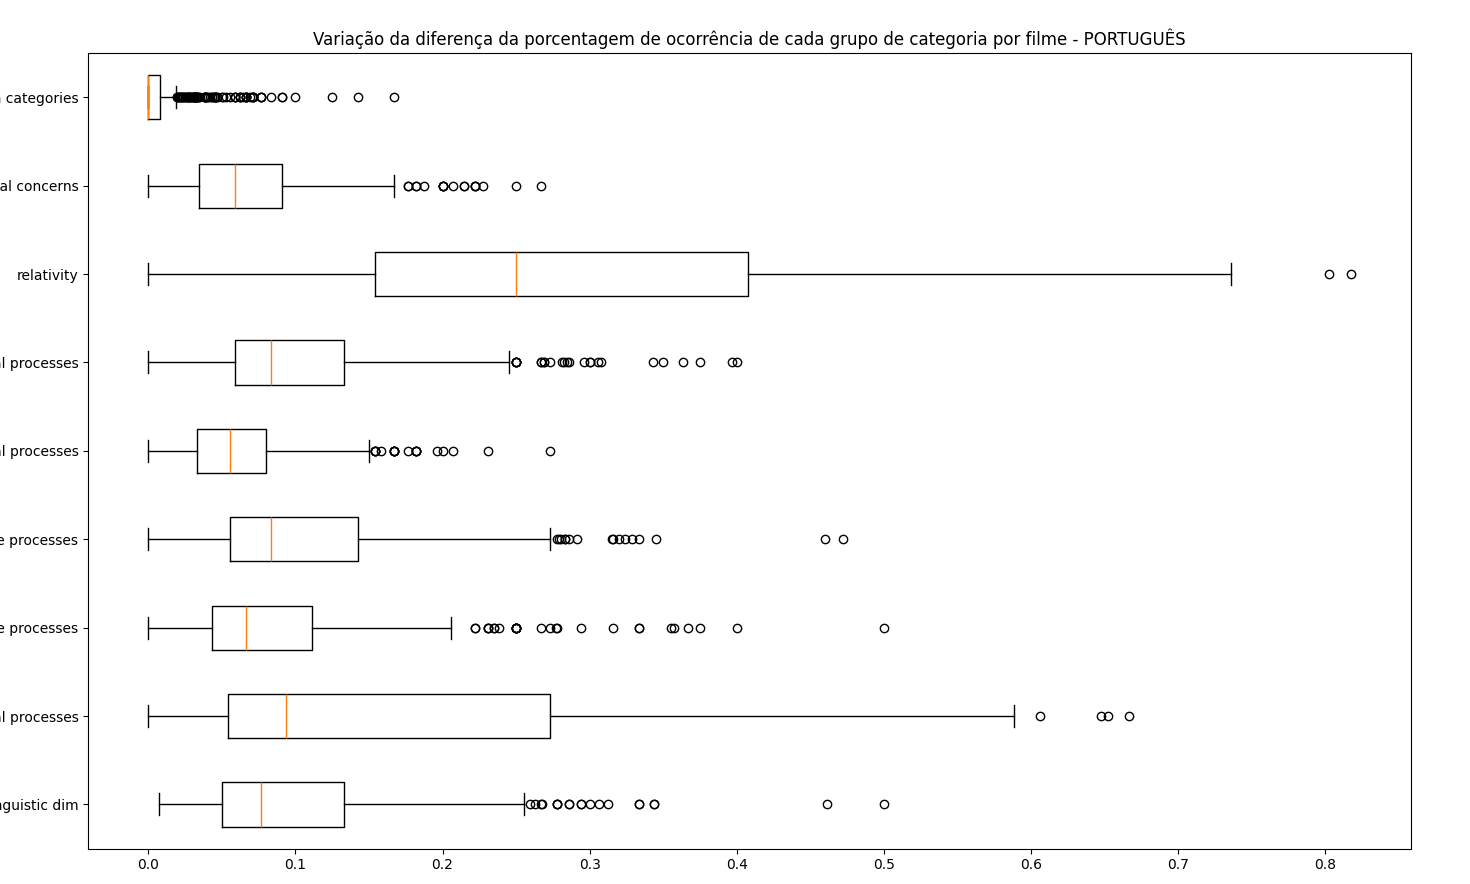 Variação da diferença da porcentagem de ocorrência de cada grupo de categoria por filme - PORTUGUÊS
categories
al concerns
relativity
al processes
al processes
e processes
e processes
al processes
guistic dim
0.0 0.1 0.2 0.3 0.4 0.5 0.6 0.7 0.8